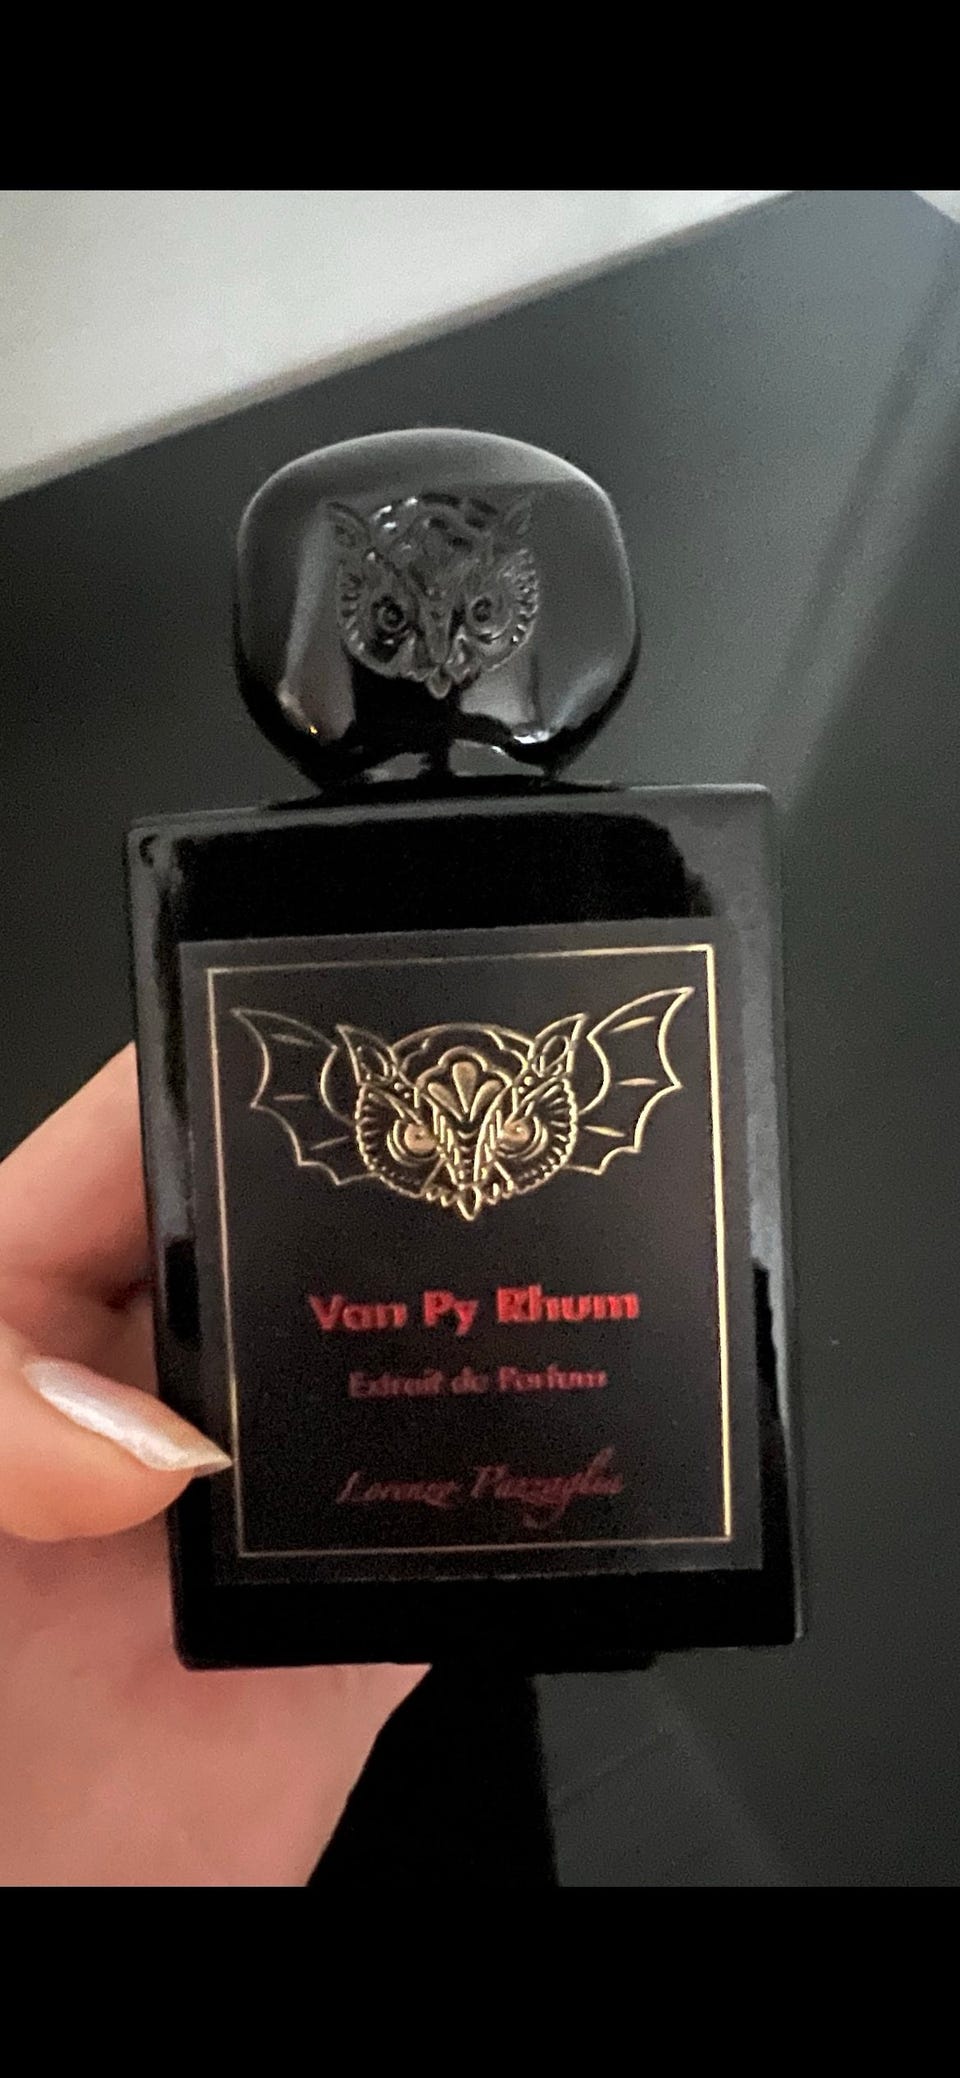 Van Py Rhum
Extrait de Parfum
Lorenzo Pazzaglia